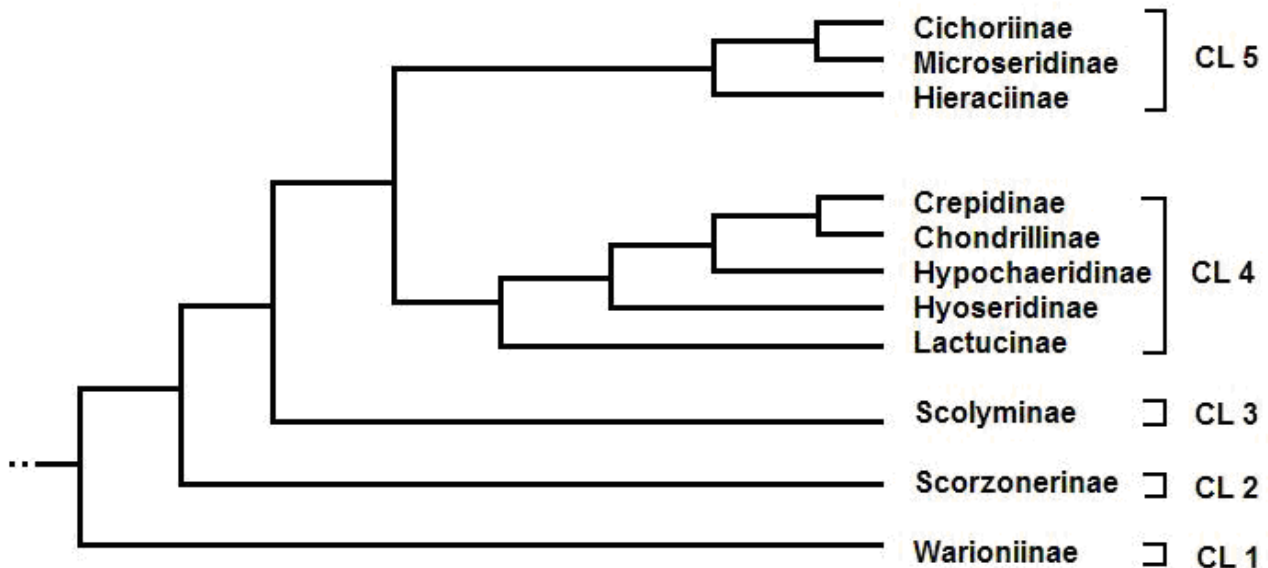 Cichoriinae
Microseridinae CL 5
Hieraciinae
Crepidinae
Chondrillinae
Hypochaeridinae CL 4
Hyoseridinae
Lactucinae
Scolyminae CL 3
Scorzonerinae CL 2
Warioniinae CL 1